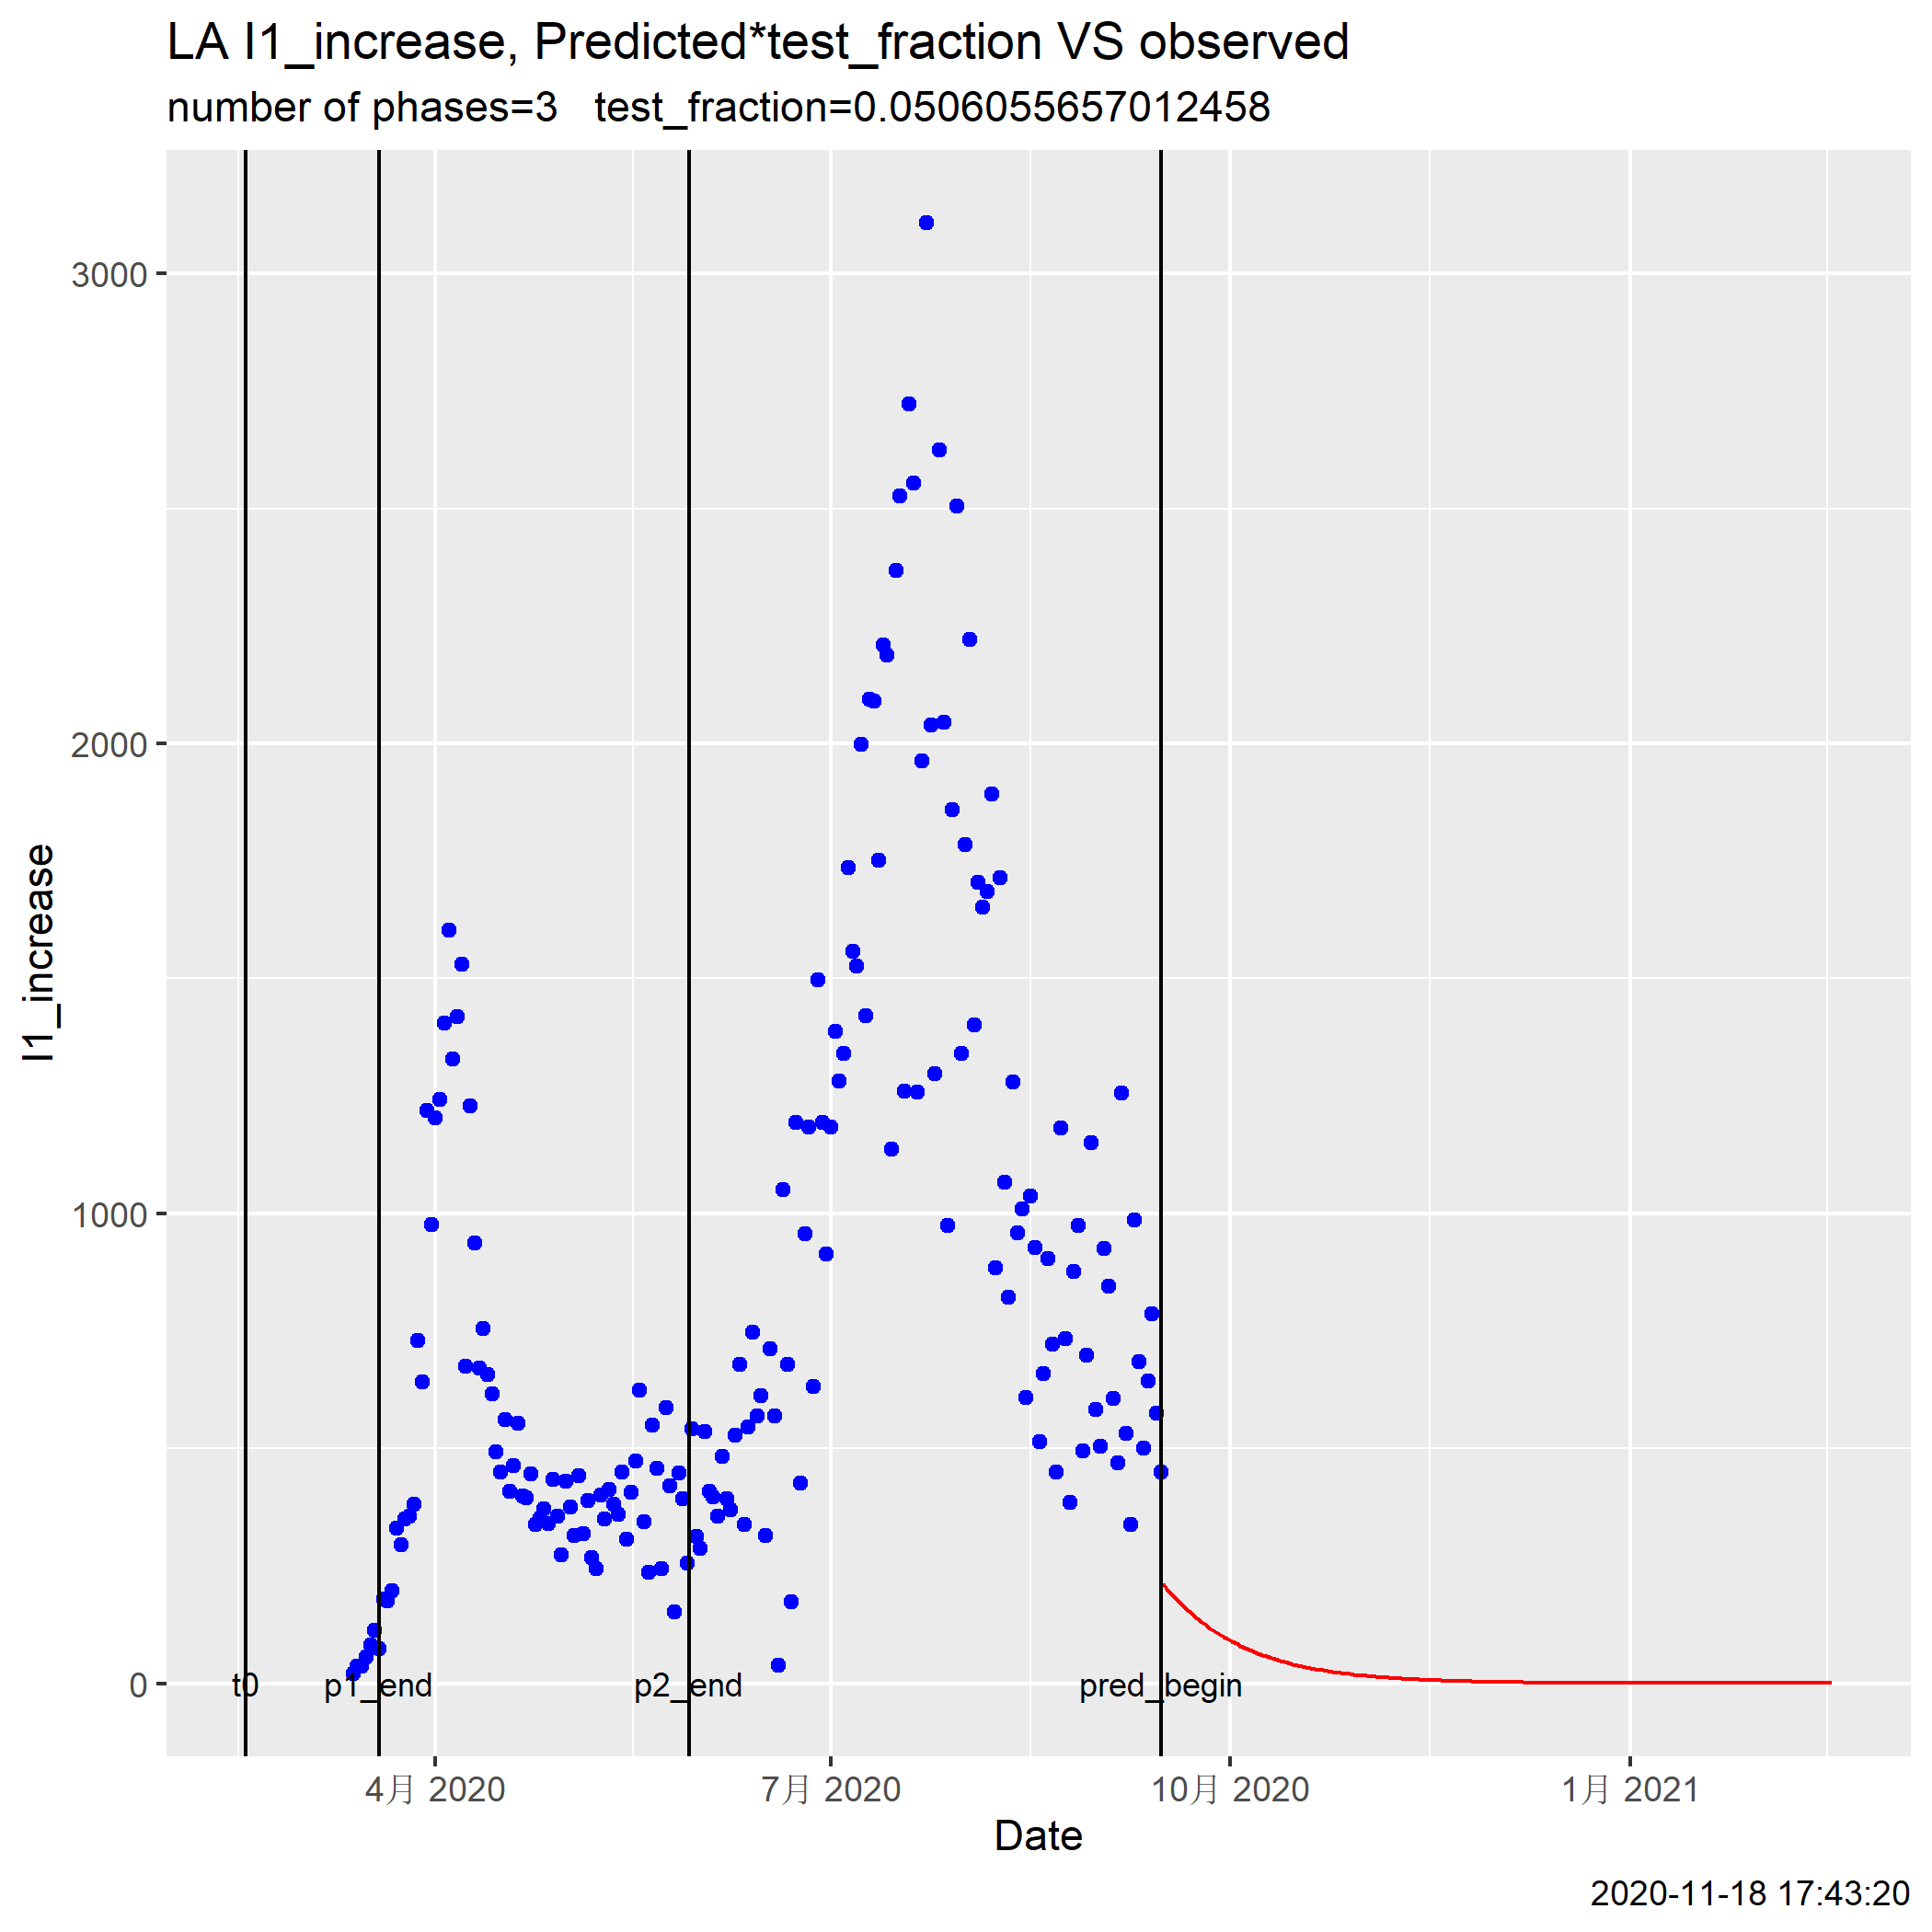 LA I1_increase, Predicted*test_fraction VS observed
number of phases=3   test_fraction=0.0506055657012458
3000
2000
1000
0
I1_increase
t0
p1_end
p2_end
pred_begin
4月 2020
7月 2020
10月 2020
1月 2021
Date
2020-11-18 17:43:20